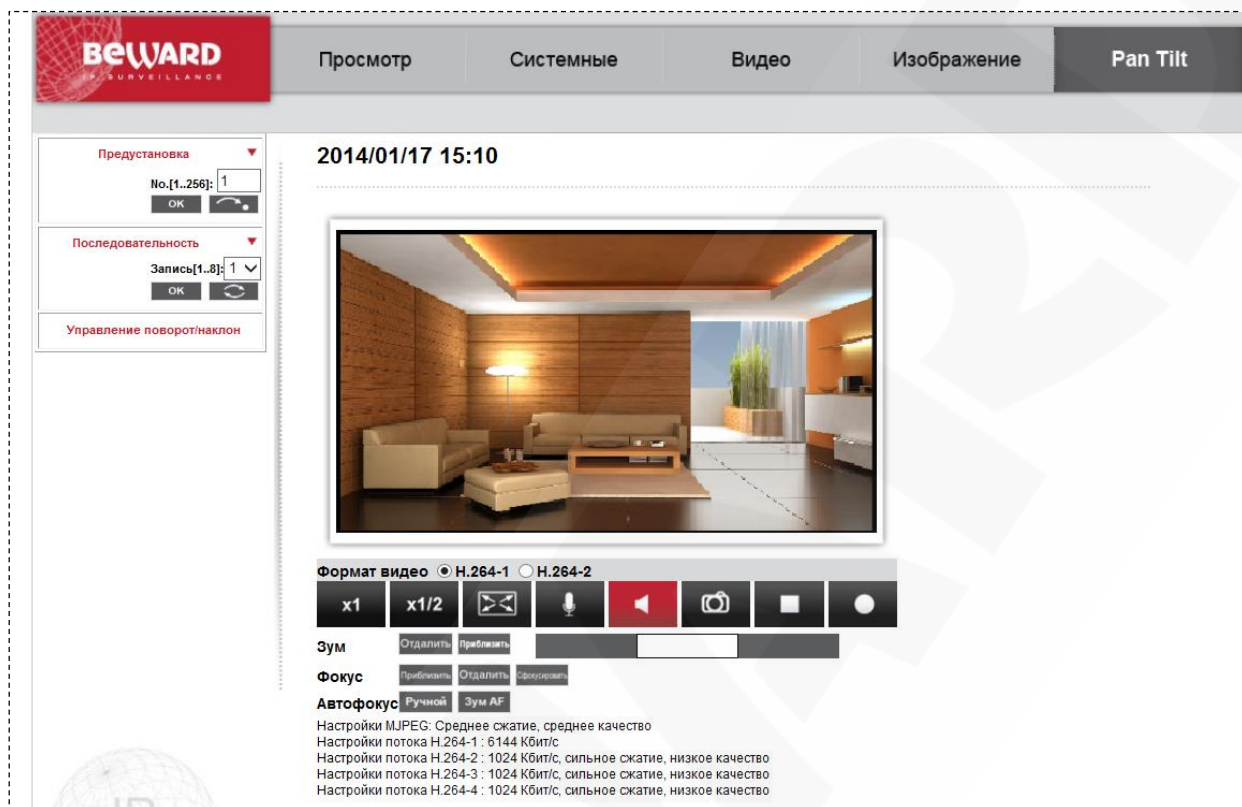 BEWARD
IP SURVEILLANCE
Просмотр
Системные
Видео
Изображение
Pan Tilt
Предустановка
No.[1..256]: 1
OK
Последовательность
Запись[1..8]: 1
OK
Управление поворот/наклон
2014/01/17 15:10
Формат видео H.264-1 H.264-2
x1 x1/2
Зум Отдалить Приблизить
Фокус Приблизить Отдалить Сфокусировать
Автофокус Ручной Зум AF
Настройки MJPEG: Среднее сжатие, среднее качество
Настройки потока H.264-1 : 6144 Кбит/с
Настройки потока H.264-2 : 1024 Кбит/с, сильное сжатие, низкое качество
Настройки потока H.264-3 : 1024 Кбит/с, сильное сжатие, низкое качество
Настройки потока H.264-4 : 1024 Кбит/с, сильное сжатие, низкое качество
IP